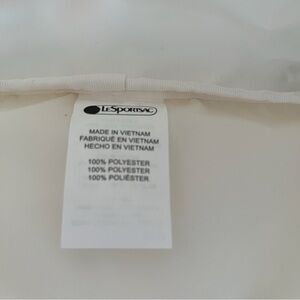 LESPORTSAC
MADE IN VIETNAM
FABRIQUÉ EN VIETNAM
HECHO EN VIETNAM
100% POLYESTER
100% POLYESTER
100% POLIÉSTER